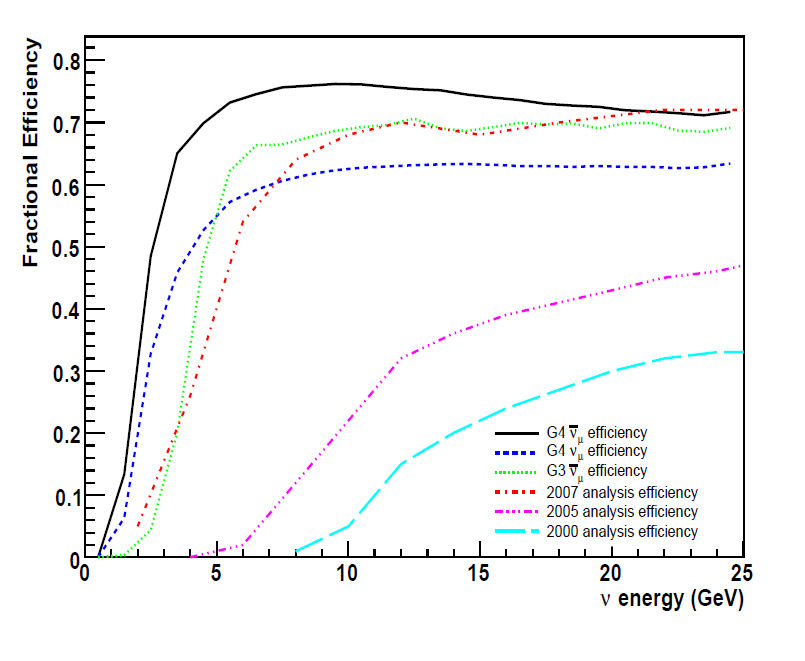 Fractional Efficiency
0.8
0.7
0.6
0.5
0.4
0.3
0.2
0.1
0
0 5 10 15 20 25
ν energy (GeV)
G4 ν̅μ efficiency
G4 νμ efficiency
G3 ν̅μ efficiency
2007 analysis efficiency
2005 analysis efficiency
2000 analysis efficiency